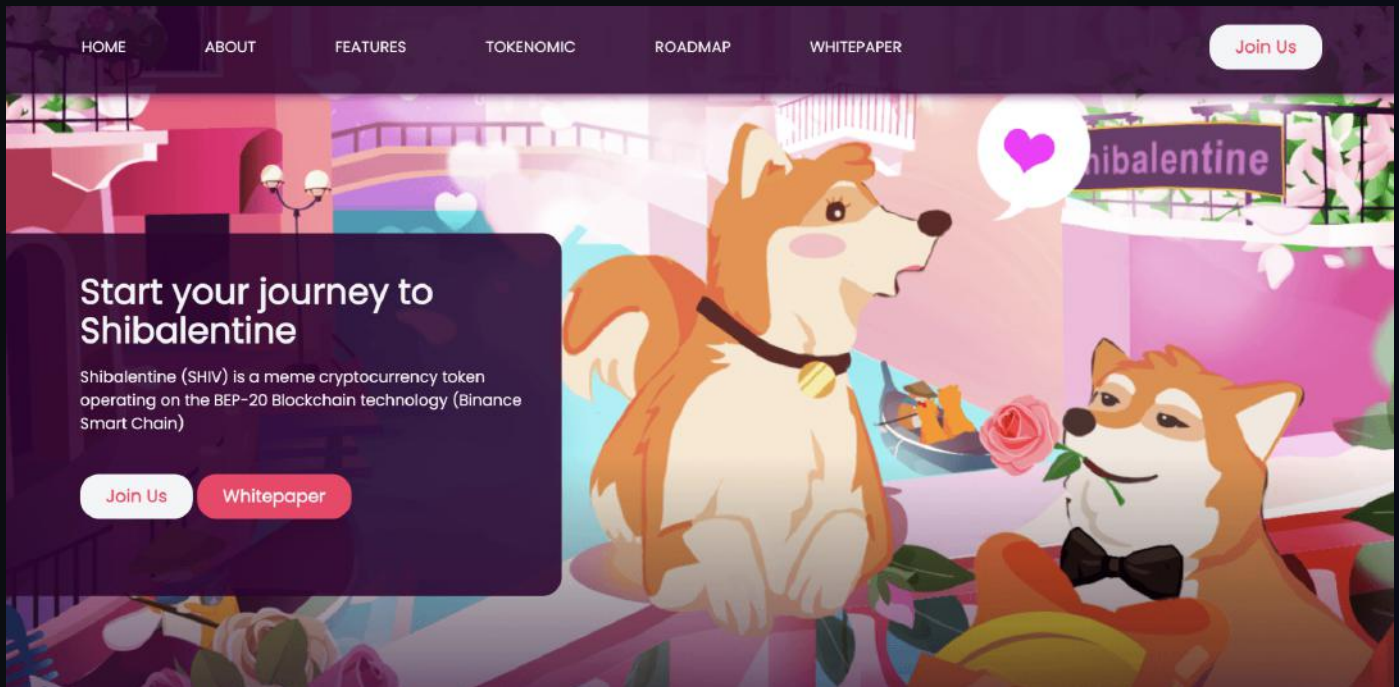 HOME ABOUT FEATURES TOKENOMIC ROADMAP WHITEPAPER Join Us
hibalentine
Start your journey to
Shibalentine
Shibalentine (SHIV) is a meme cryptocurrency token
operating on the BEP-20 Blockchain technology (Binance
Smart Chain)
Join Us Whitepaper